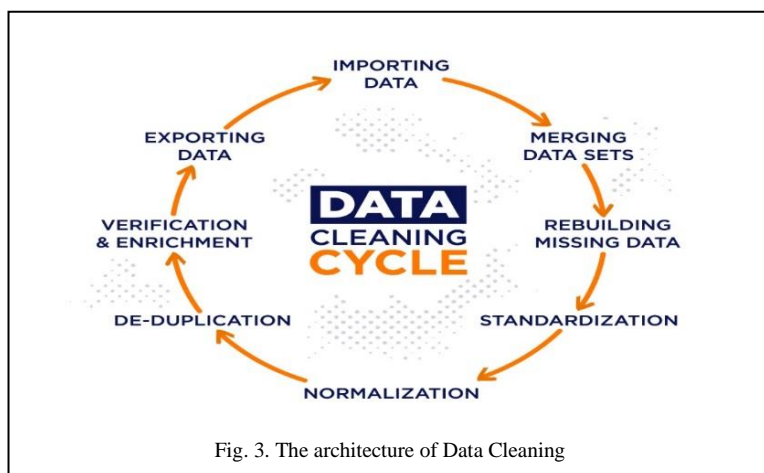 IMPORTING
DATA
MERGING
DATA SETS
REBUILDING
MISSING DATA
STANDARDIZATION
NORMALIZATION
DE-DUPLICATION
VERIFICATION
& ENRICHMENT
EXPORTING
DATA
DATA
CLEANING
CYCLE
Fig. 3. The architecture of Data Cleaning